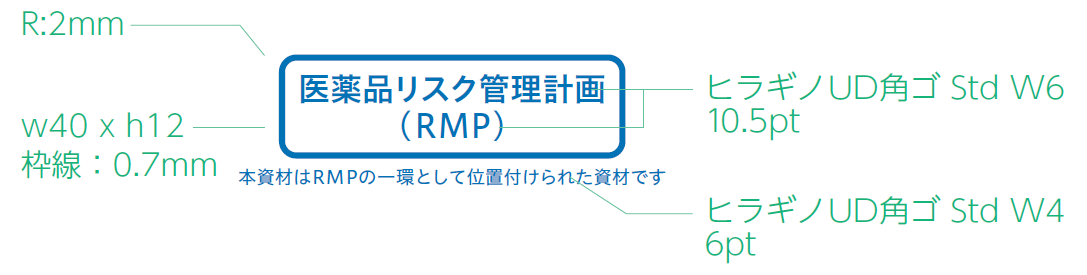 R:2mm
医薬品リスク管理計画
（RMP）
w40 x h12
枠線：0.7mm
本資材はRMPの一環として位置付けられた資材です
ヒラギノUD角ゴ Std W6
10.5pt
ヒラギノUD角ゴ Std W4
6pt